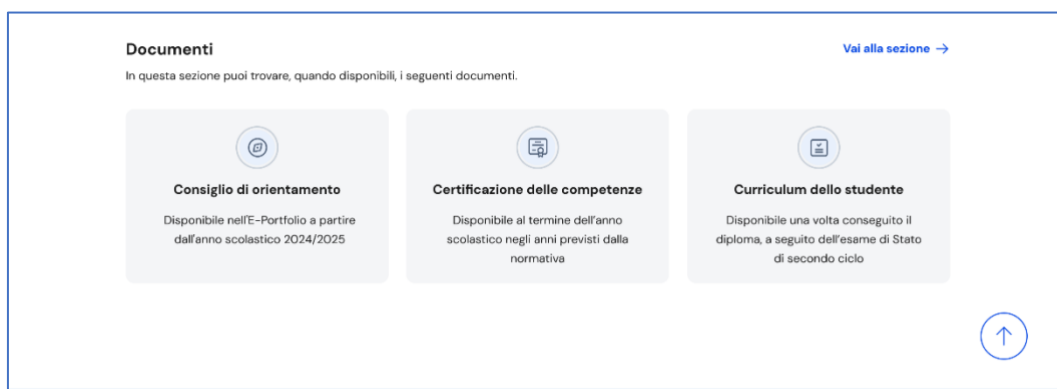 Documenti
Vai alla sezione →
In questa sezione puoi trovare, quando disponibili, i seguenti documenti.
Consiglio di orientamento
Disponibile nell'E-Portfolio a partire
dall'anno scolastico 2024/2025
Certificazione delle competenze
Disponibile al termine dell'anno
scolastico negli anni previsti dalla
normativa
Curriculum dello studente
Disponibile una volta conseguito il
diploma, a seguito dell'esame di Stato
di secondo ciclo